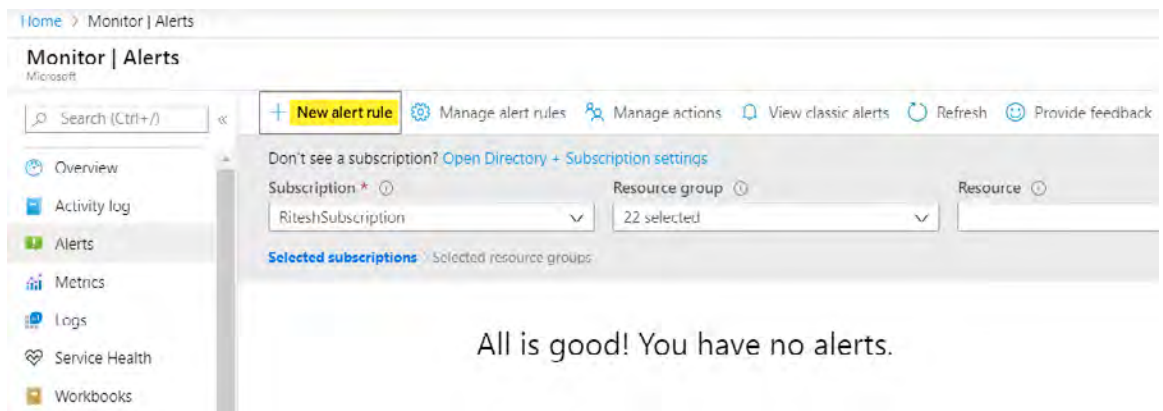 Home > Monitor | Alerts
Monitor | Alerts
Microsoft
Search (Ctrl+/) «
+ New alert rule Manage alert rules Manage actions View classic alerts Refresh Provide feedback
Don't see a subscription? Open Directory + Subscription settings
Subscription * Resource group Resource
RiteshSubscription 22 selected
Selected subscriptions > Selected resource groups
Overview
Activity log
Alerts
Metrics
Logs
Service Health
Workbooks
All is good! You have no alerts.